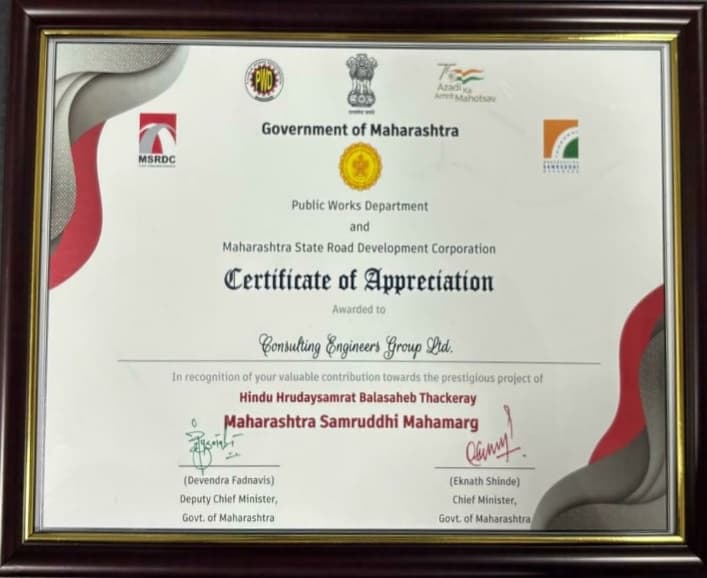 PWD
75
Azadi Ka
Amrit Mahotsav
MSRDC
Government of Maharashtra
Public Works Department
and
Maharashtra State Road Development Corporation
Certificate of Appreciation
Awarded to
Consulting Engineers Group Ltd.
In recognition of your valuable contribution towards the prestigious project of
Hindu Hrudaysamrat Balasaheb Thackeray
Maharashtra Samruddhi Mahamarg
(Devendra Fadnavis)
Deputy Chief Minister,
Govt. of Maharashtra
(Eknath Shinde)
Chief Minister,
Govt. of Maharashtra